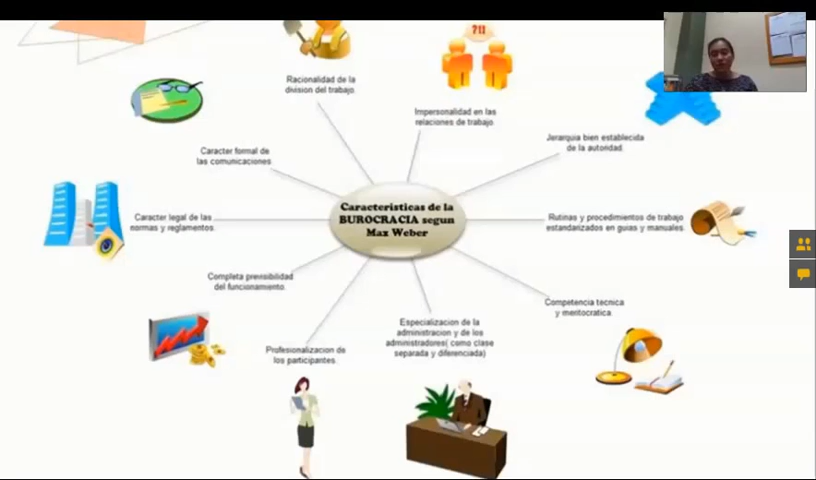 Racionalidad de la
division del trabajo.
?!!
Impersonalidad en las
relaciones de trabajo.
Jerarquia bien establecida
de la autoridad.
Caracter formal de
las comunicaciones
Caracteristicas de la
BUROCRACIA segun
Max Weber
Caracter legal de las
normas y reglamentos.
Rutinas y procedimientos de trabajo
estandarizados en guias y manuales
Completa previsibilidad
del funcionamiento.
Competencia tecnica
y meritocratica.
Profesionalizacion de
los participantes.
Especializacion de la
administracion y de los
administradores( como clase
separada y diferenciada)